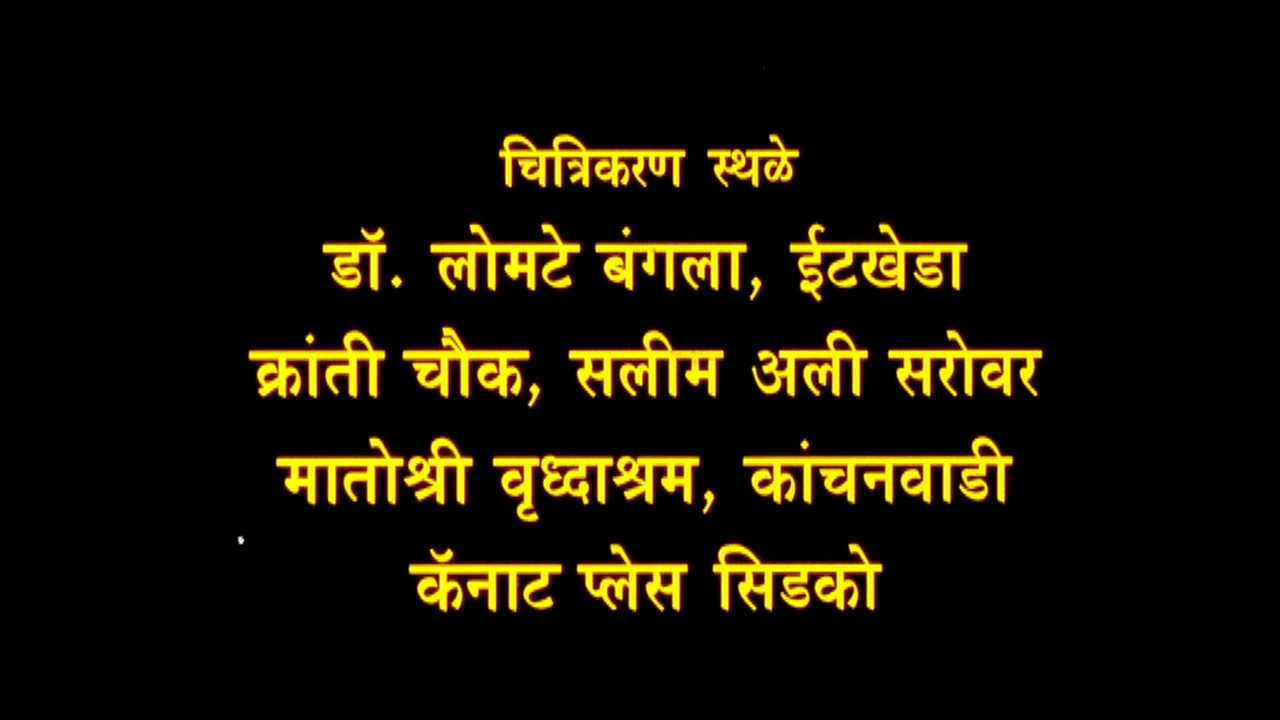 चित्रिकरण स्थळे
डॉ. लोमटे बंगला, ईटखेडा
क्रांती चौक, सलीम अली सरोवर
मातोश्री वृध्दाश्रम, कांचनवाडी
कॅनाट प्लेस सिडको